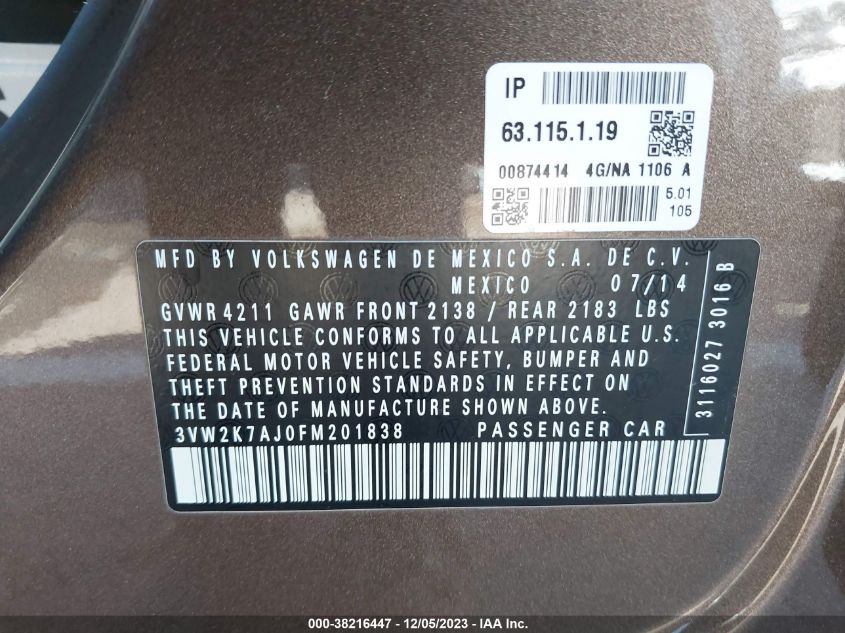 IP
63.115.1.19
00874414 4G/NA 1106 A
5.01
105
MFD BY VOLKSWAGEN DE MEXICO S.A. DE C.V.
MEXICO 07/14
GVWR 4211 GAWR FRONT 2138 / REAR 2183 LBS
THIS VEHICLE CONFORMS TO ALL APPLICABLE U.S.
FEDERAL MOTOR VEHICLE SAFETY, BUMPER AND
THEFT PREVENTION STANDARDS IN EFFECT ON
THE DATE OF MANUFACTURE SHOWN ABOVE.
3VW2K7AJ0FM201838 PASSENGER CAR
3116027 3016 B
000-38216447 - 12/05/2023 - IAA Inc.